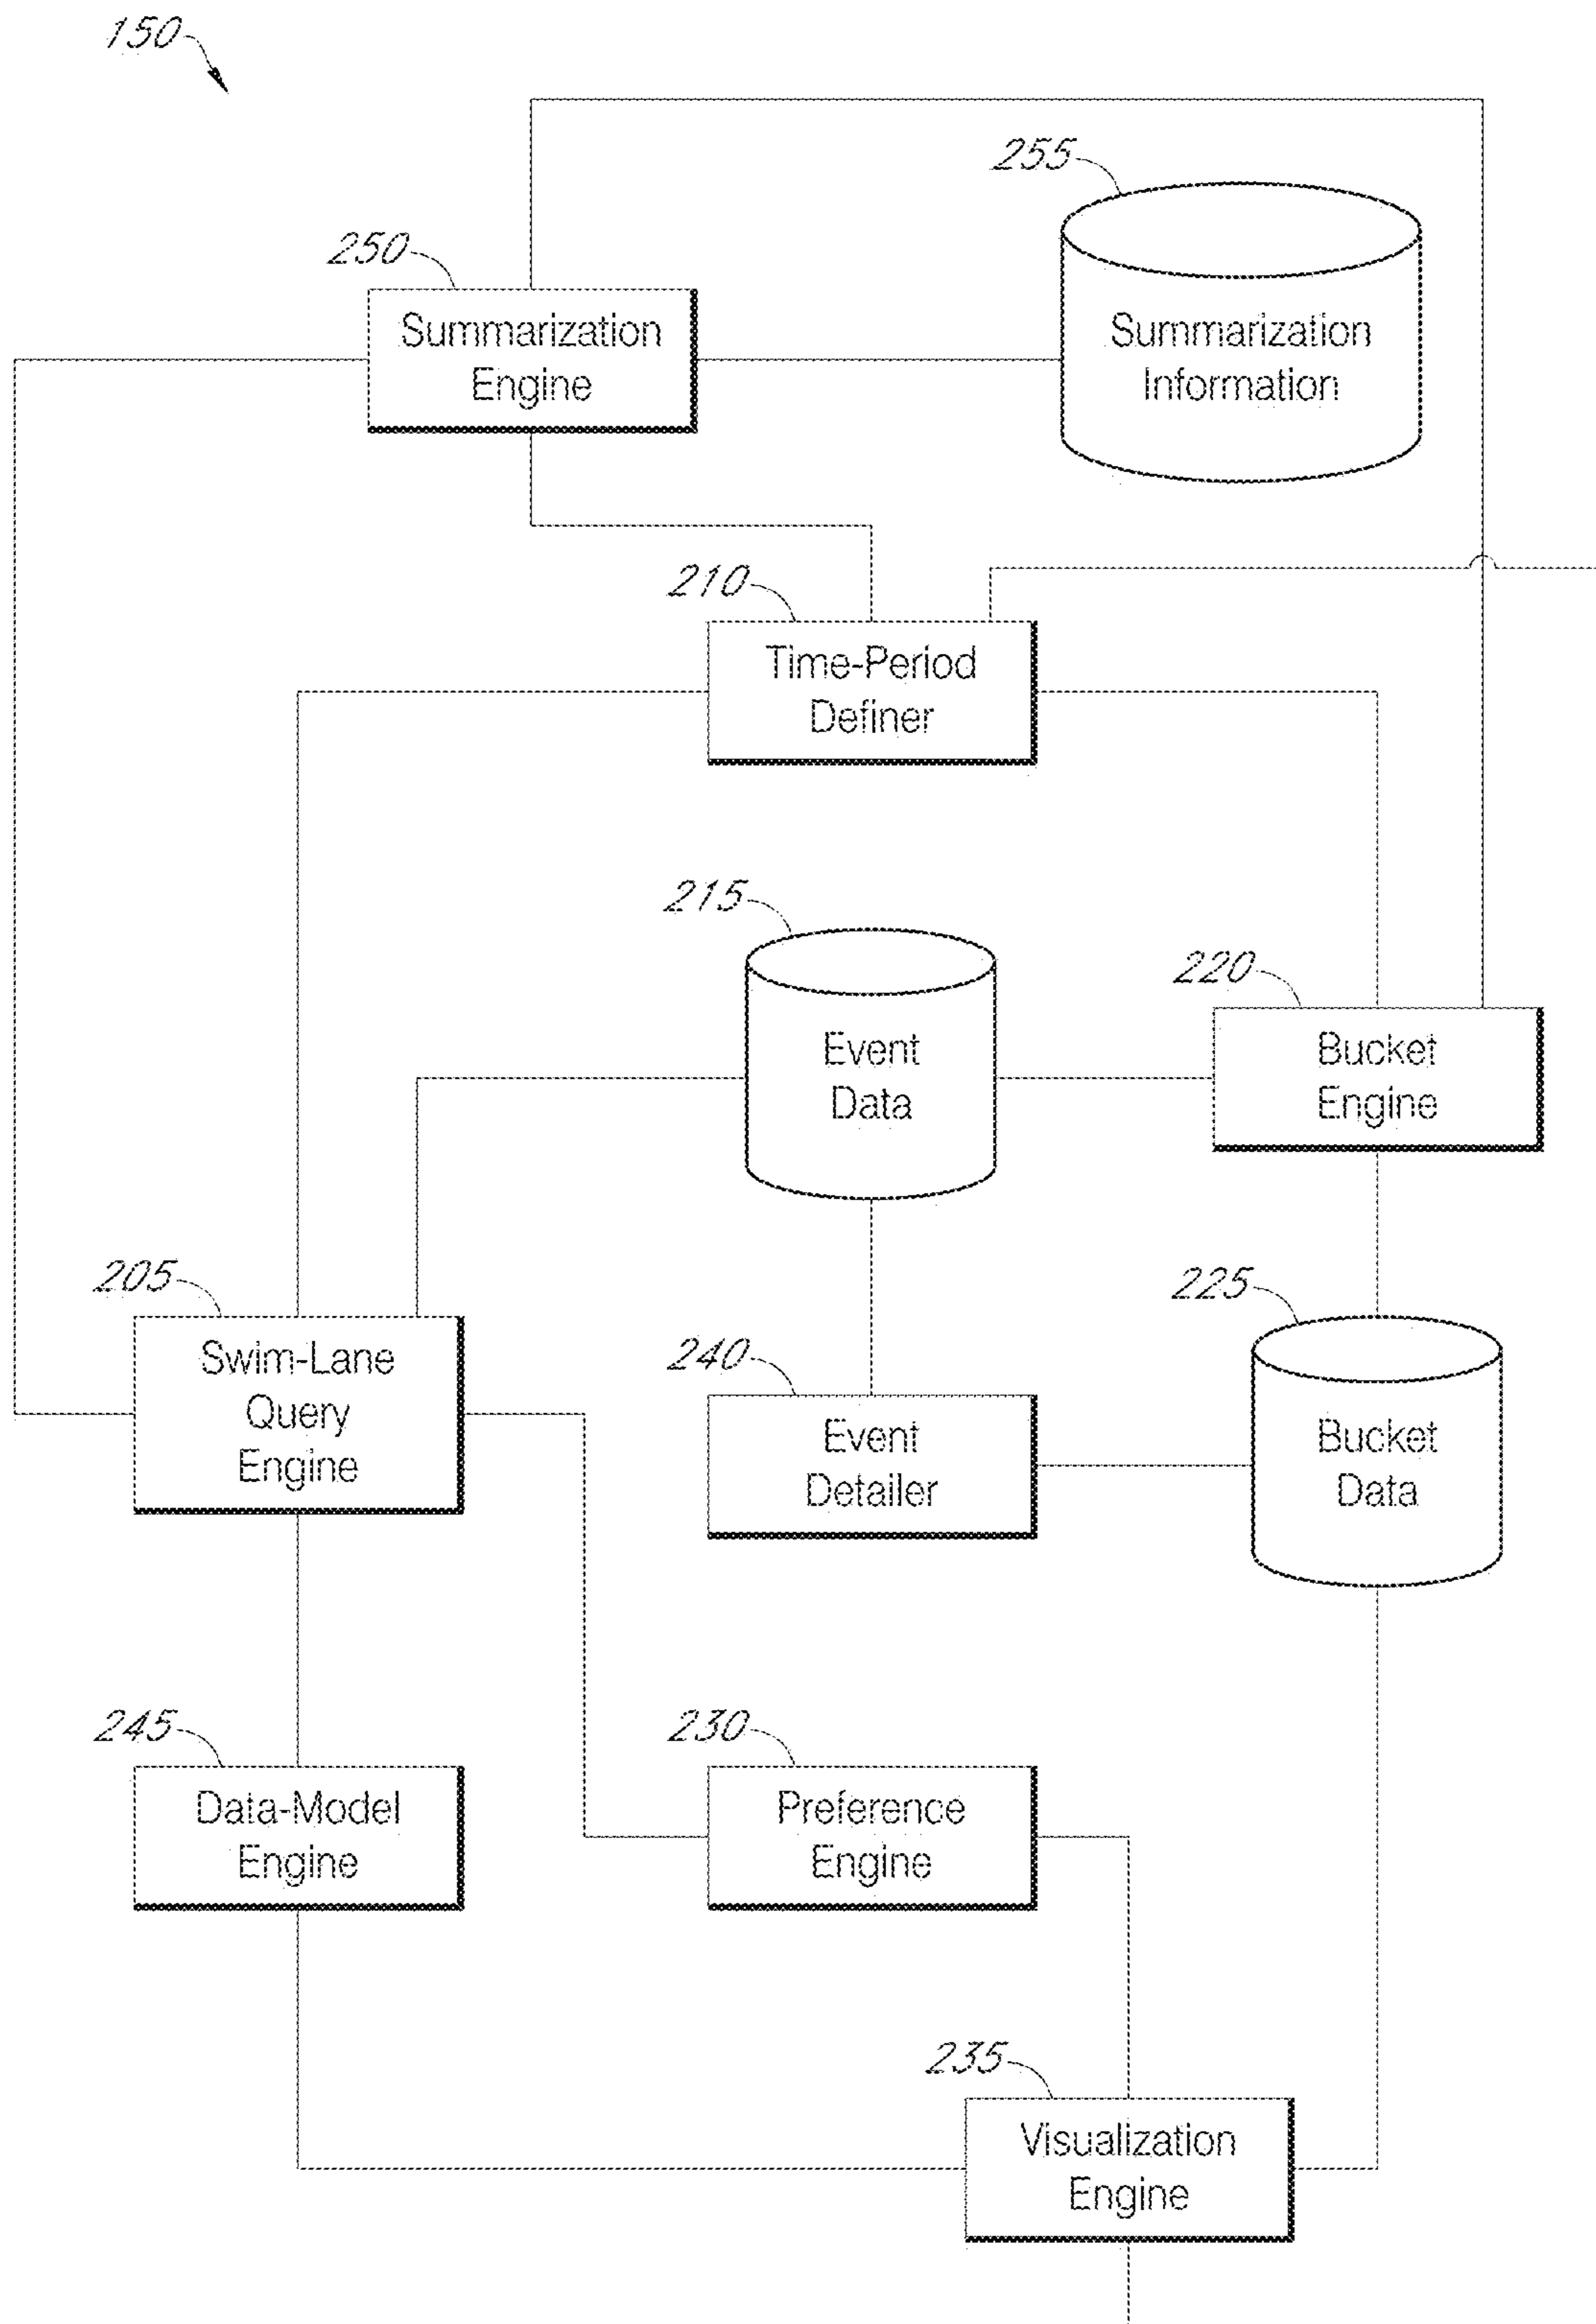 150
255
250
Summarization
Engine
Summarization
Information
210
Time-Period
Definer
215
220
Event
Data
Bucket
Engine
205
225
Swim-Lane
Query
Engine
240
Event
Detailer
Bucket
Data
245
230
Data-Model
Engine
Preference
Engine
235
Visualization
Engine